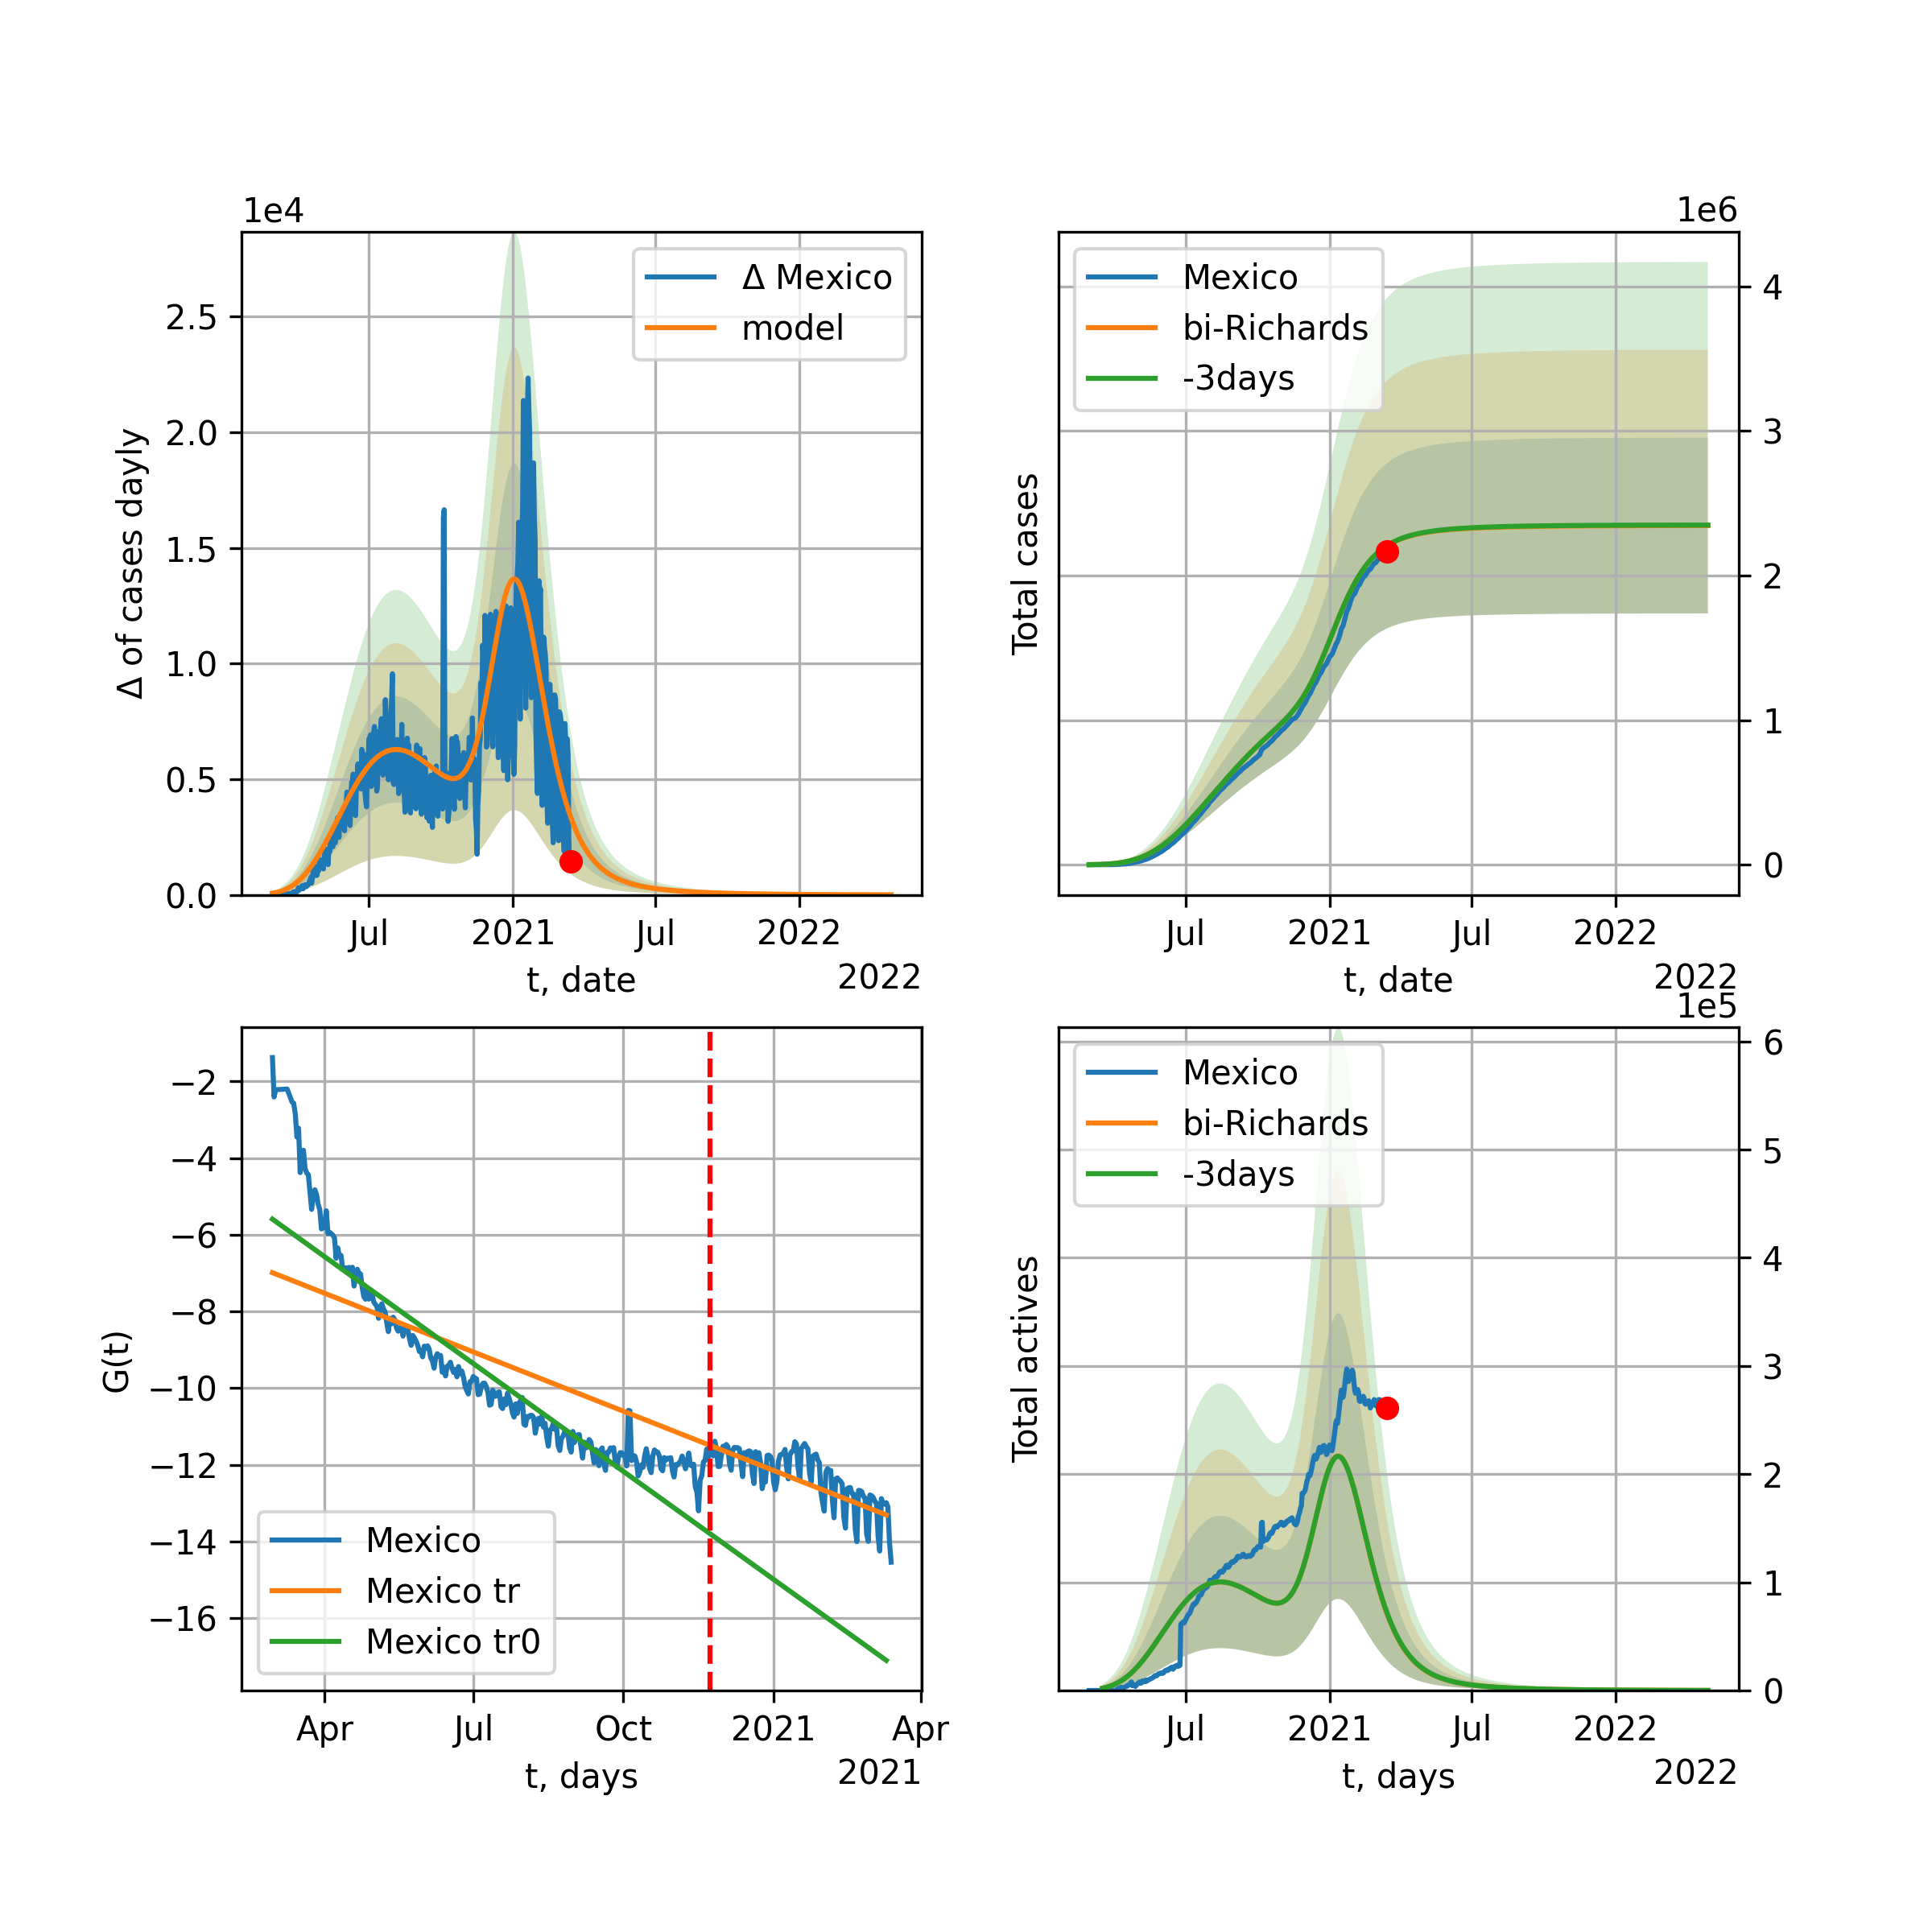 1e4
Δ of cases dayly
2.5
2.0
1.5
1.0
0.5
0.0
Δ Mexico
model
Jul 2021 Jul 2022
t, date
2022
1e6
Total cases
Mexico
bi-Richards
-3days
4
3
2
1
0
Jul 2021 Jul 2022
t, date
2022
G(t)
−2
−4
−6
−8
−10
−12
−14
−16
Mexico
Mexico tr
Mexico tr0
Apr Jul Oct 2021 Apr
t, days
2021
1e5
Total actives
Mexico
bi-Richards
-3days
6
5
4
3
2
1
0
Jul 2021 Jul 2022
t, days
2022